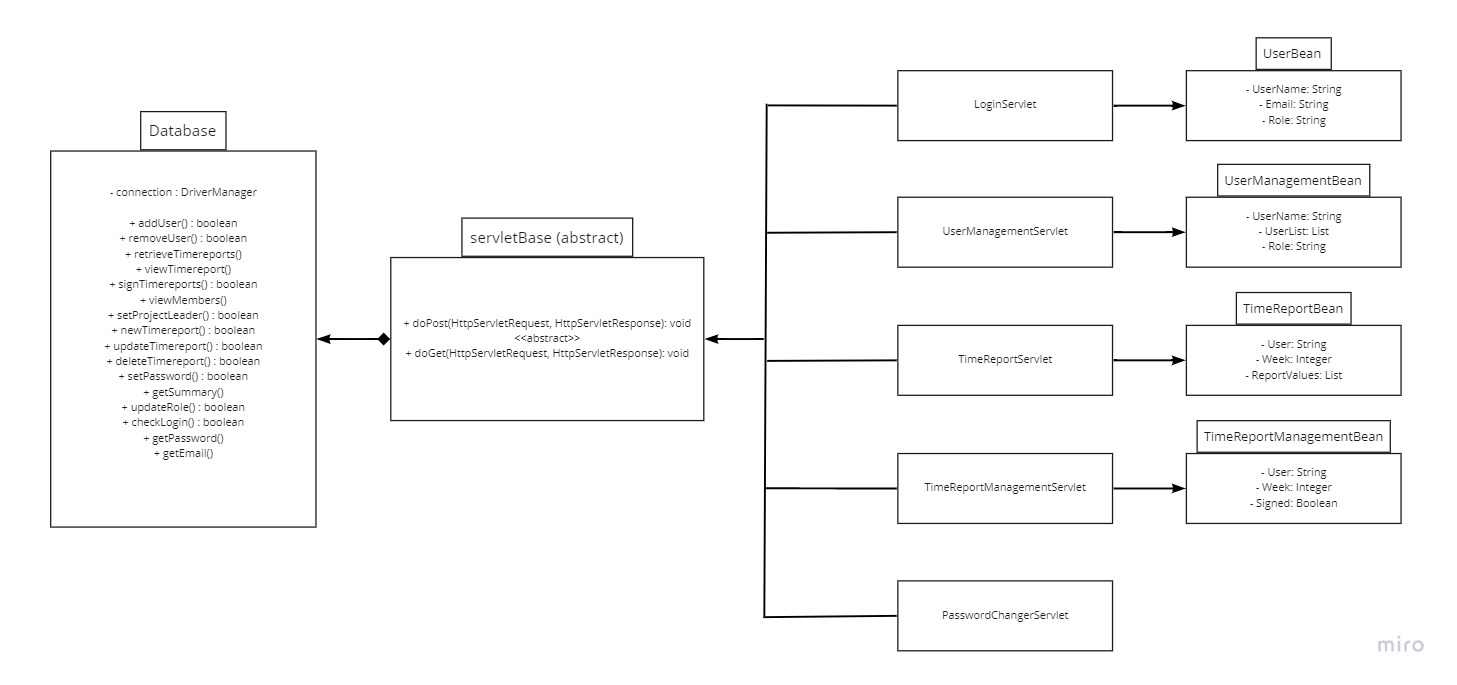 Database
- connection : DriverManager
+ addUser() : boolean
+ removeUser() : boolean
+ retrieveTimereports()
+ viewTimereport()
+ signTimereports() : boolean
+ viewMembers()
+ setProjectLeader() : boolean
+ newTimereport() : boolean
+ updateTimereport() : boolean
+ deleteTimereport() : boolean
+ setPassword() : boolean
+ getSummary()
+ updateRole() : boolean
+ checkLogin() : boolean
+ getPassword()
+ getEmail()
servletBase (abstract)
+ doPost(HttpServletRequest, HttpServletResponse): void
<<abstract>>
+ doGet(HttpServletRequest, HttpServletResponse): void
LoginServlet
UserBean
- UserName: String
- Email: String
- Role: String
UserManagementServlet
UserManagementBean
- UserName: String
- UserList: List
- Role: String
TimeReportServlet
TimeReportBean
- User: String
- Week: Integer
- ReportValues: List
TimeReportManagementServlet
TimeReportManagementBean
- User: String
- Week: Integer
- Signed: Boolean
PasswordChangerServlet
miro